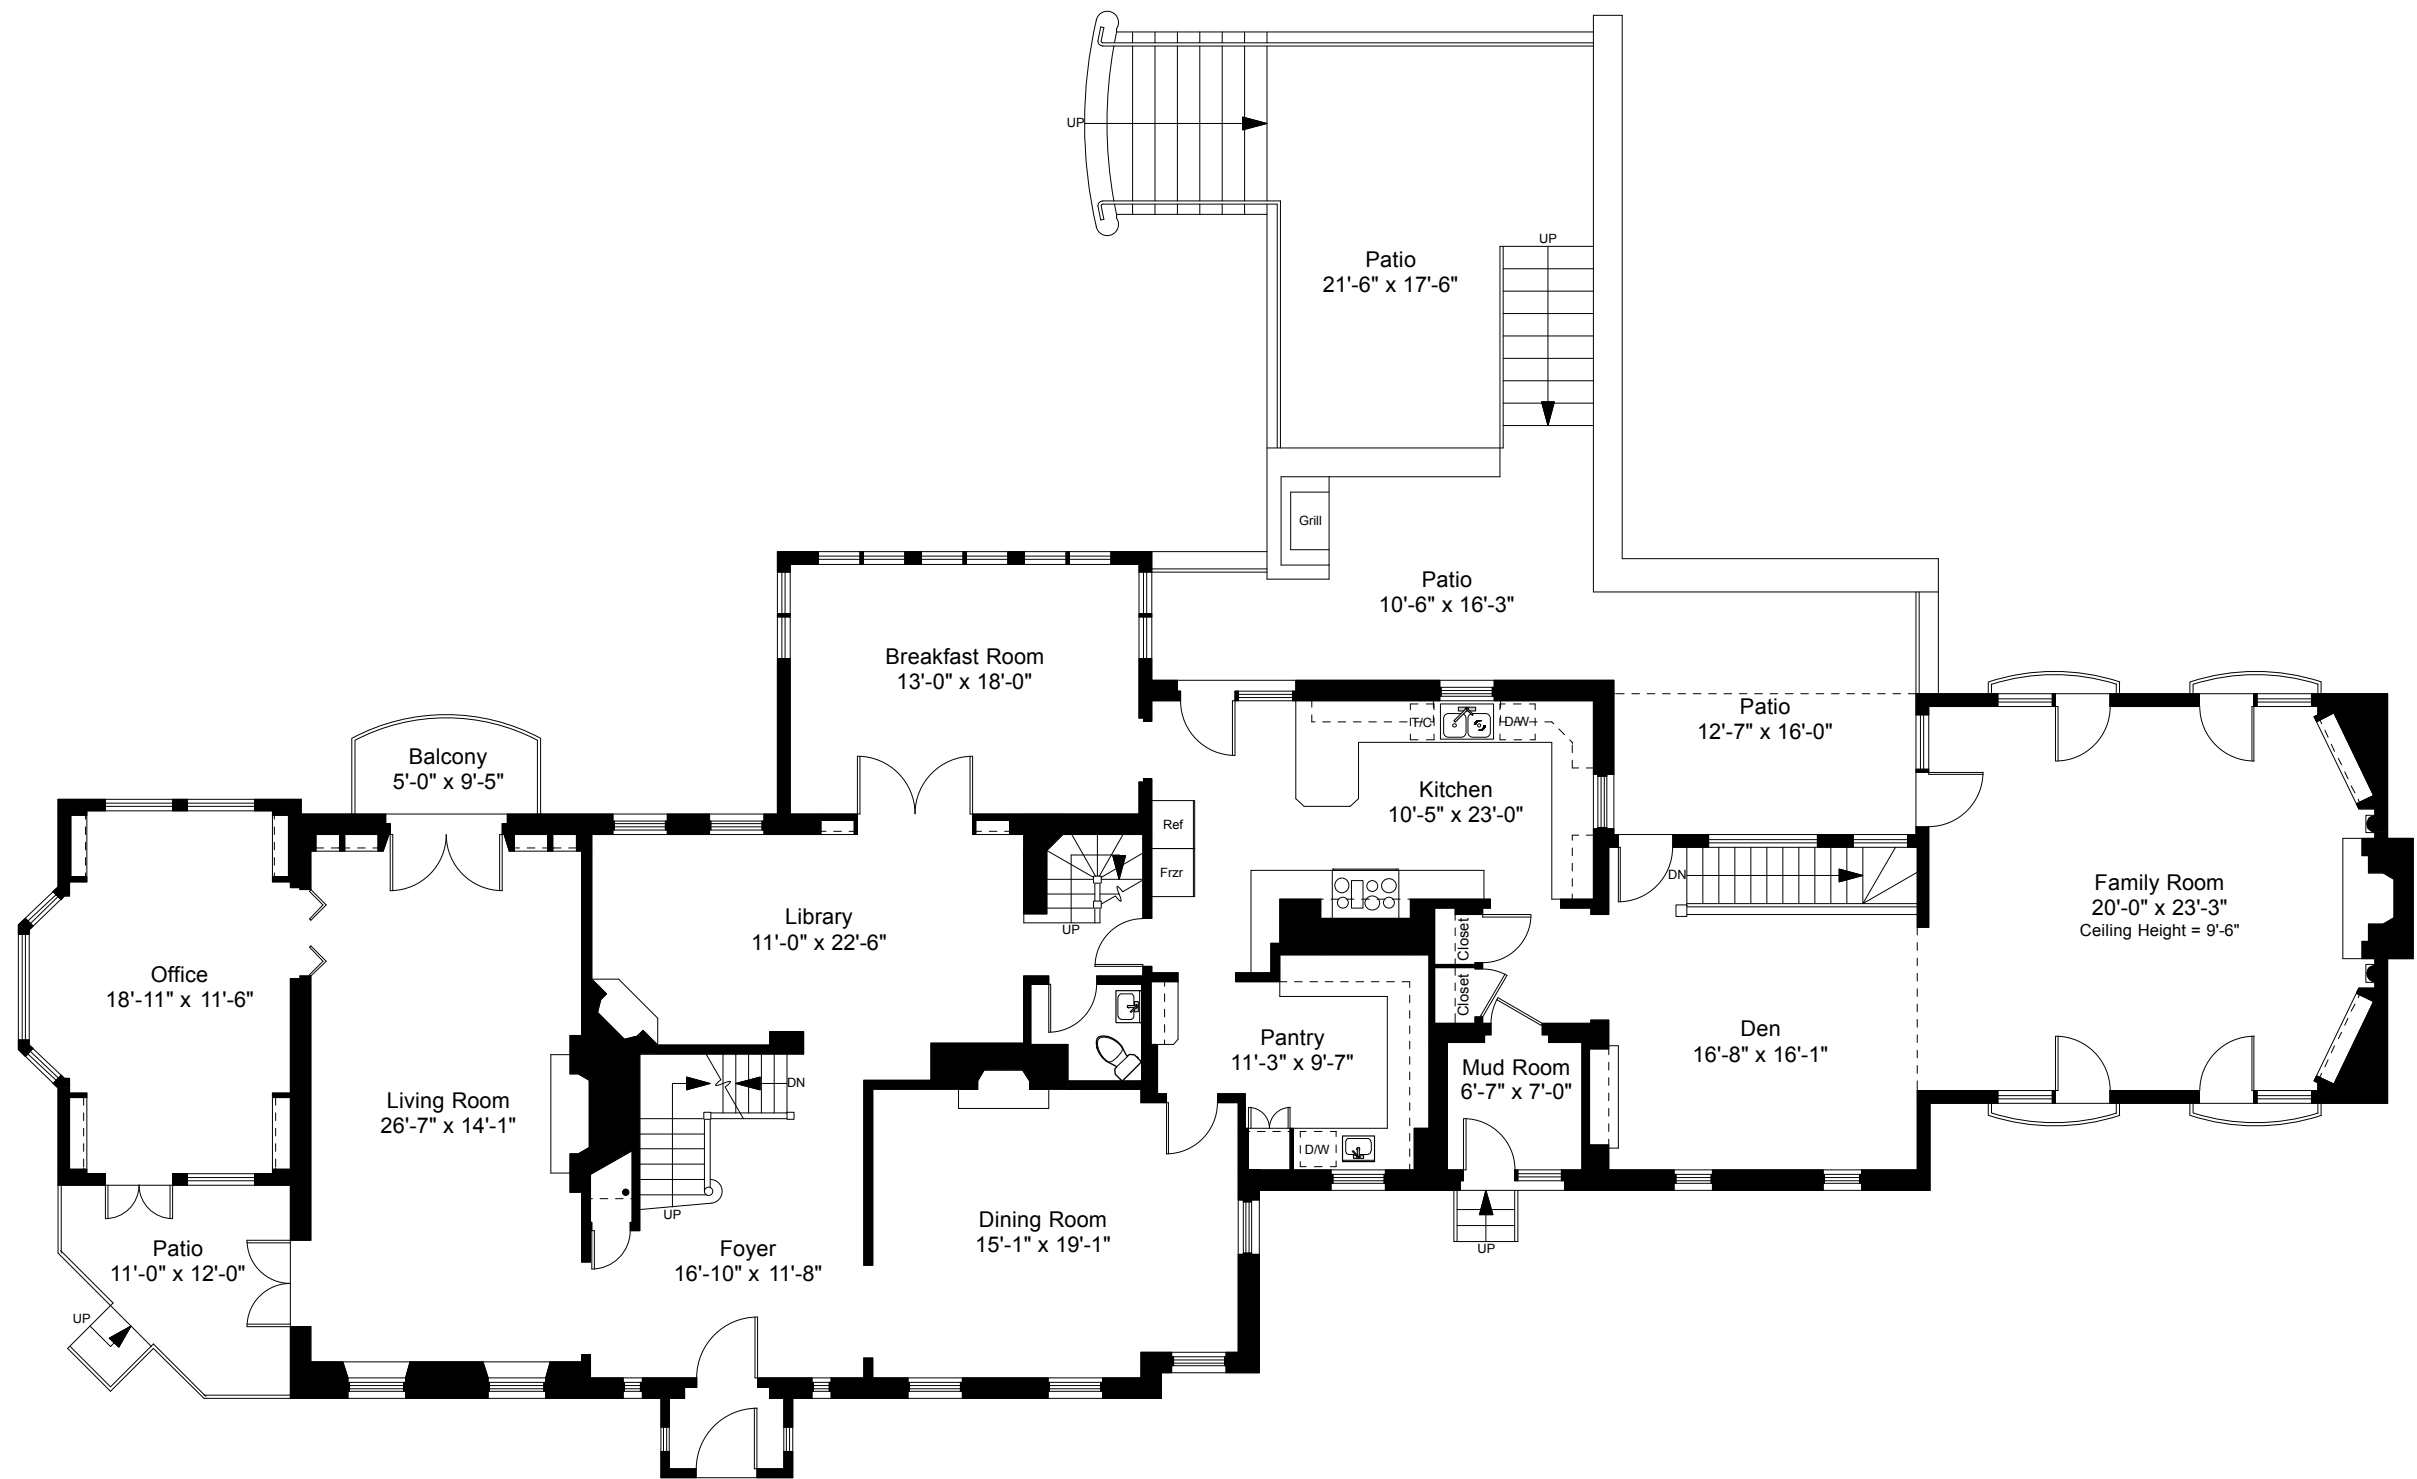 UP
UP
Patio
21'-6" x 17'-6"
Grill
Patio
10'-6" x 16'-3"
Breakfast Room
13'-0" x 18'-0"
Patio
12'-7" x 16'-0"
T/C
D/W
Balcony
5'-0" x 9'-5"
Kitchen
10'-5" x 23'-0"
Ref
Frzr
DN
Family Room
20'-0" x 23'-3"
Ceiling Height = 9'-6"
Library
11'-0" x 22'-6"
UP
Closet
Closet
Office
18'-11" x 11'-6"
Pantry
11'-3" x 9'-7"
Den
16'-8" x 16'-1"
Mud Room
6'-7" x 7'-0"
DN
Living Room
26'-7" x 14'-1"
D/W
UP
Dining Room
15'-1" x 19'-1"
Foyer
16'-10" x 11'-8"
Patio
11'-0" x 12'-0"
UP
UP